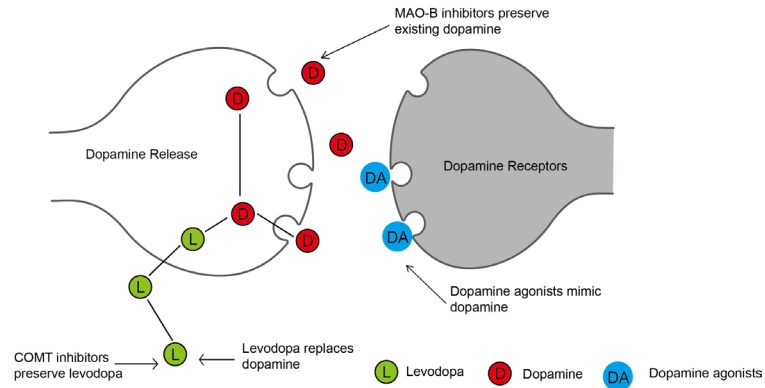 MAO-B inhibitors preserve
existing dopamine
D
D
D
Dopamine Release
Dopamine Receptors
DA
D
L
D
DA
L
Dopamine agonists mimic
dopamine
L
COMT inhibitors
preserve levodopa
Levodopa replaces
dopamine
L Levodopa
D Dopamine
DA Dopamine agonists